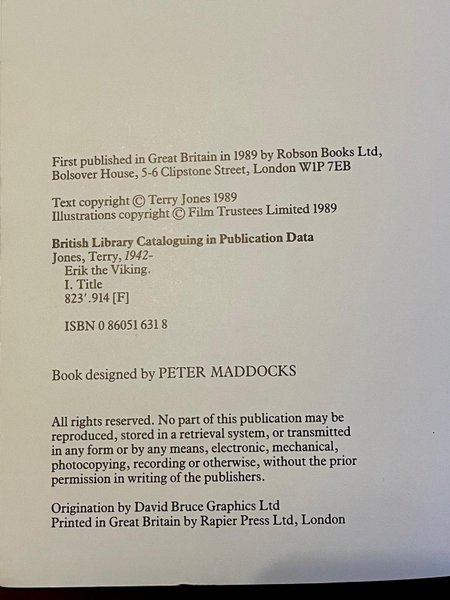 First published in Great Britain in 1989 by Robson Books Ltd,
Bolsover House, 5-6 Clipstone Street, London W1P 7EB
Text copyright © Terry Jones 1989
Illustrations copyright © Film Trustees Limited 1989
British Library Cataloguing in Publication Data
Jones, Terry, 1942-
Erik the Viking.
I. Title
823'.914 [F]
ISBN 0 86051 631 8
Book designed by PETER MADDOCKS
All rights reserved. No part of this publication may be
reproduced, stored in a retrieval system, or transmitted
in any form or by any means, electronic, mechanical,
photocopying, recording or otherwise, without the prior
permission in writing of the publishers.
Origination by David Bruce Graphics Ltd
Printed in Great Britain by Rapier Press Ltd, London